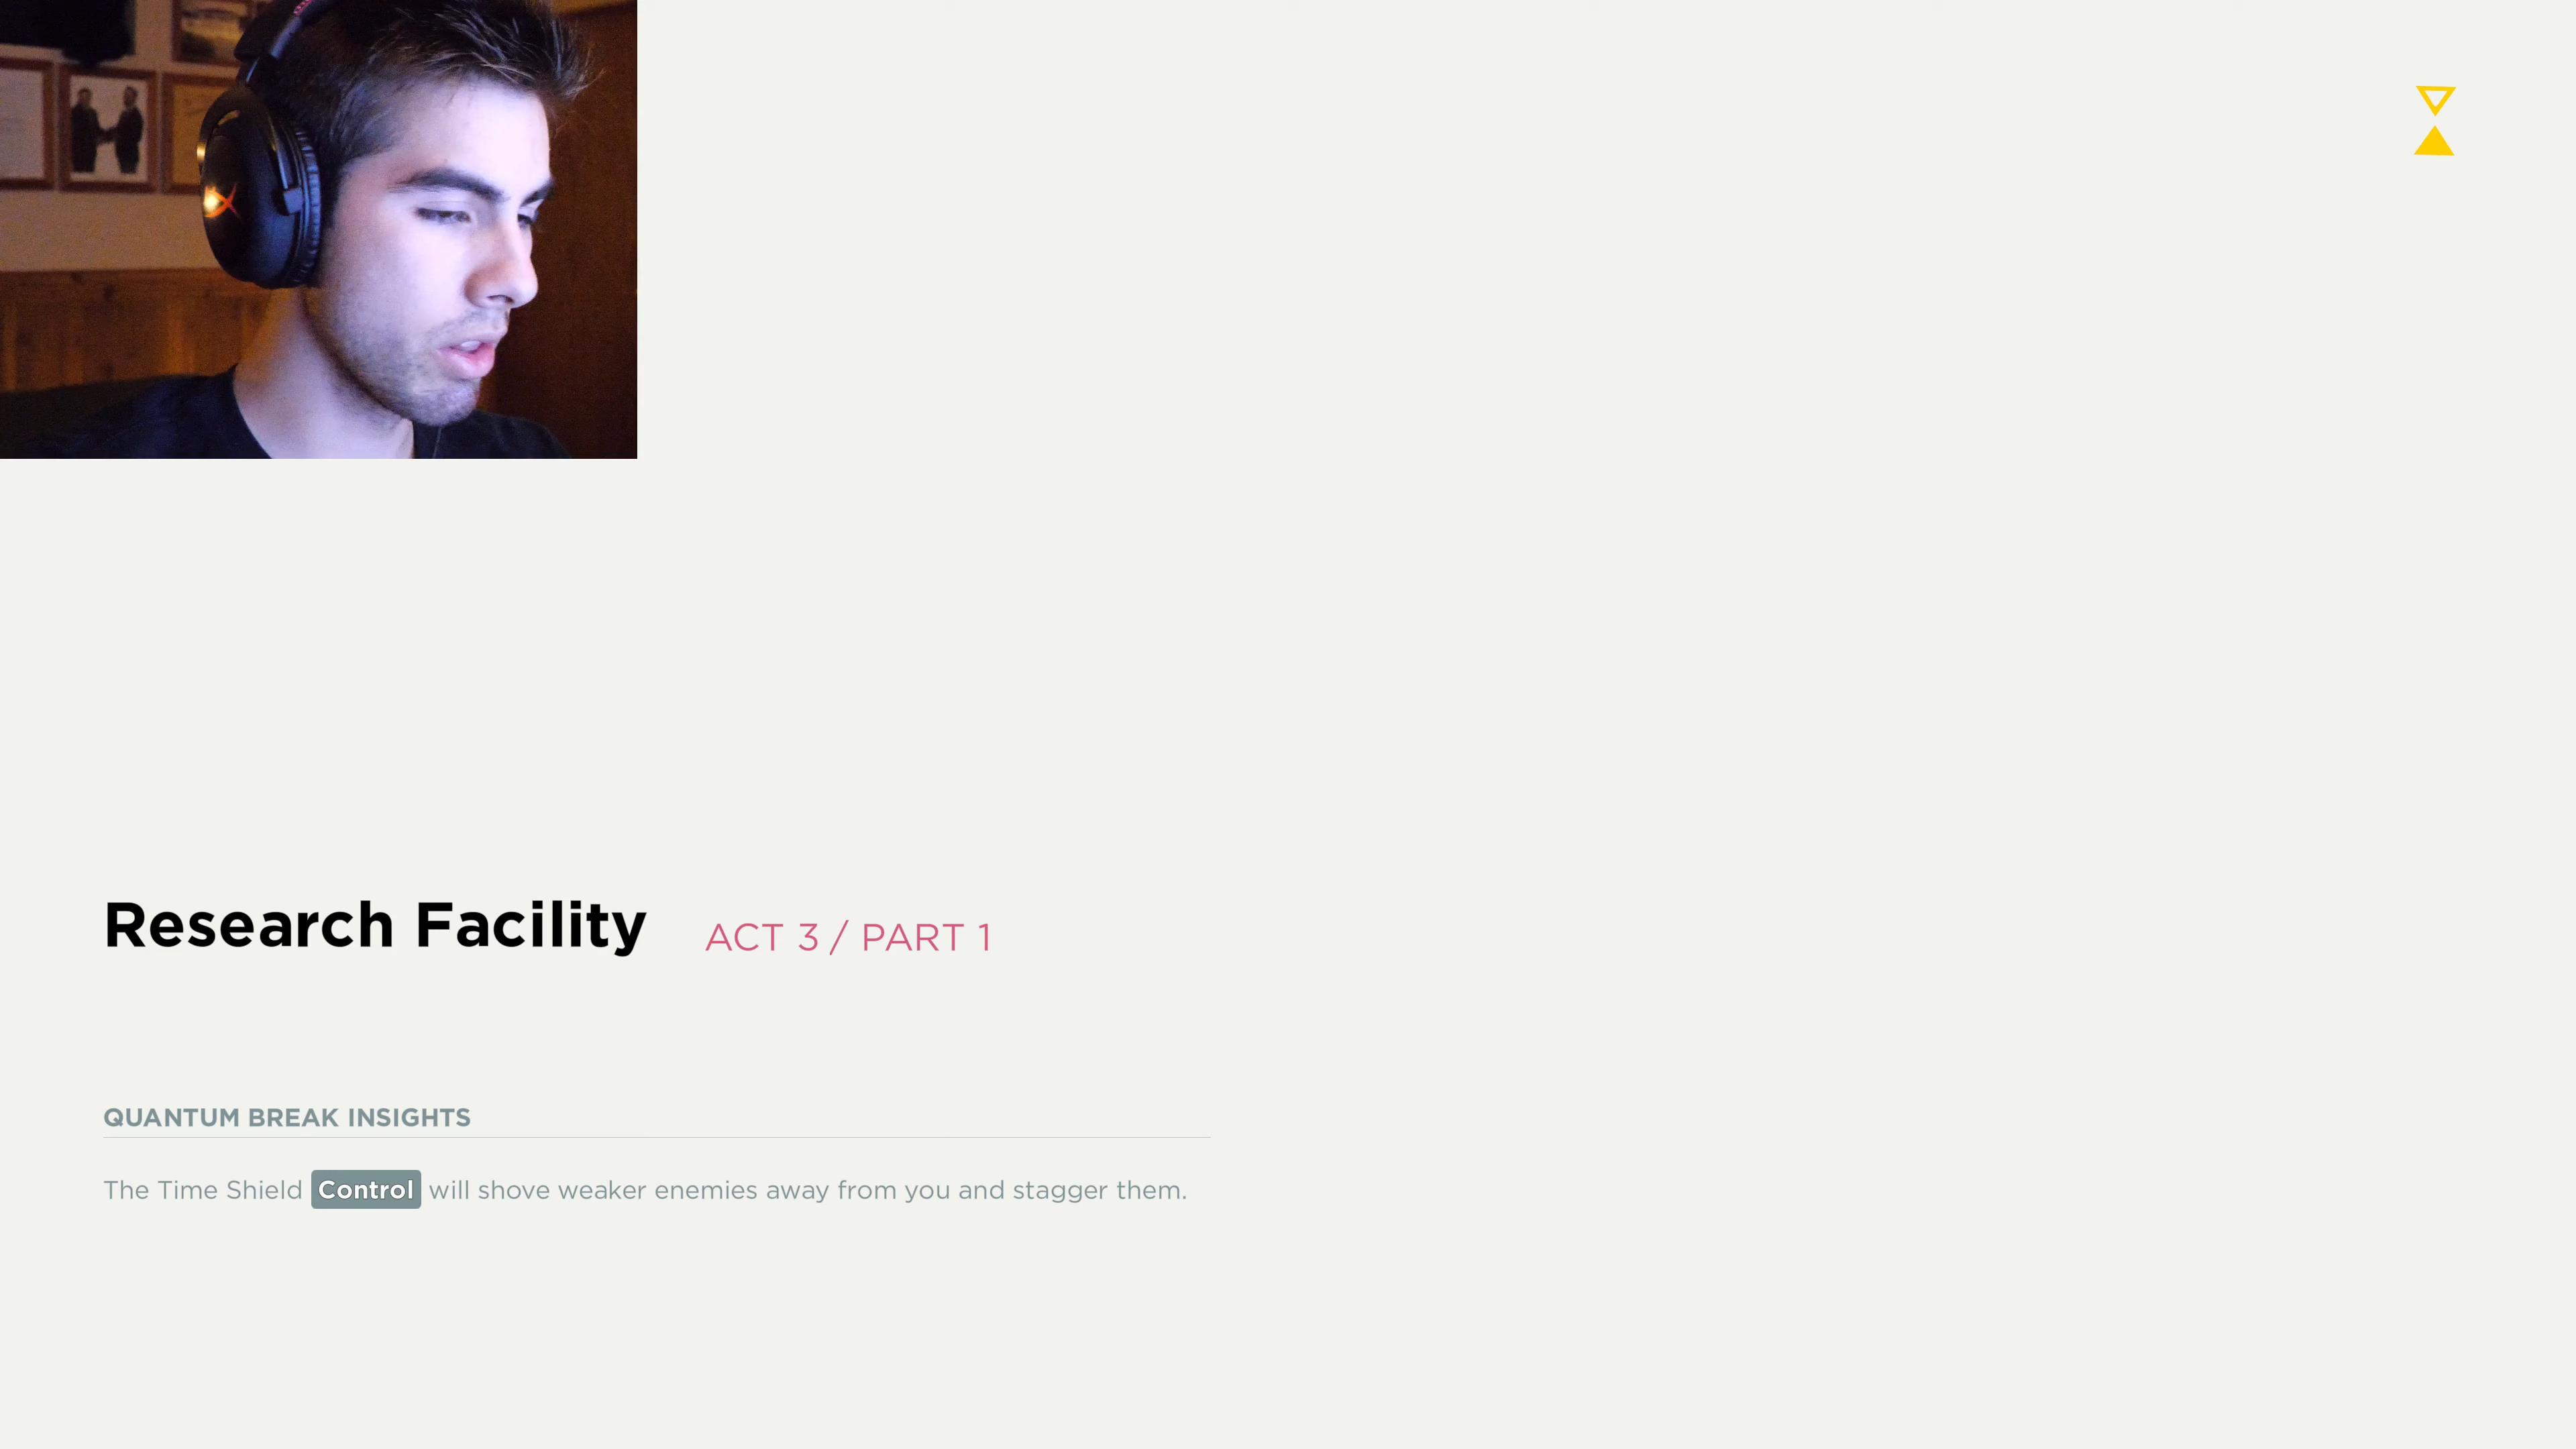 Research Facility ACT 3 / PART 1
QUANTUM BREAK INSIGHTS
The Time Shield Control will shove weaker enemies away from you and stagger them.